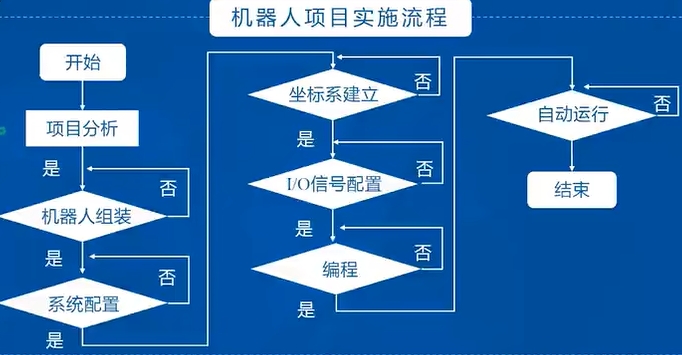 机器人项目实施流程
开始
项目分析
是
否
机器人组装
是
否
系统配置
是
否
坐标系建立
是
否
I/O信号配置
是
否
编程
是
否
自动运行
结束